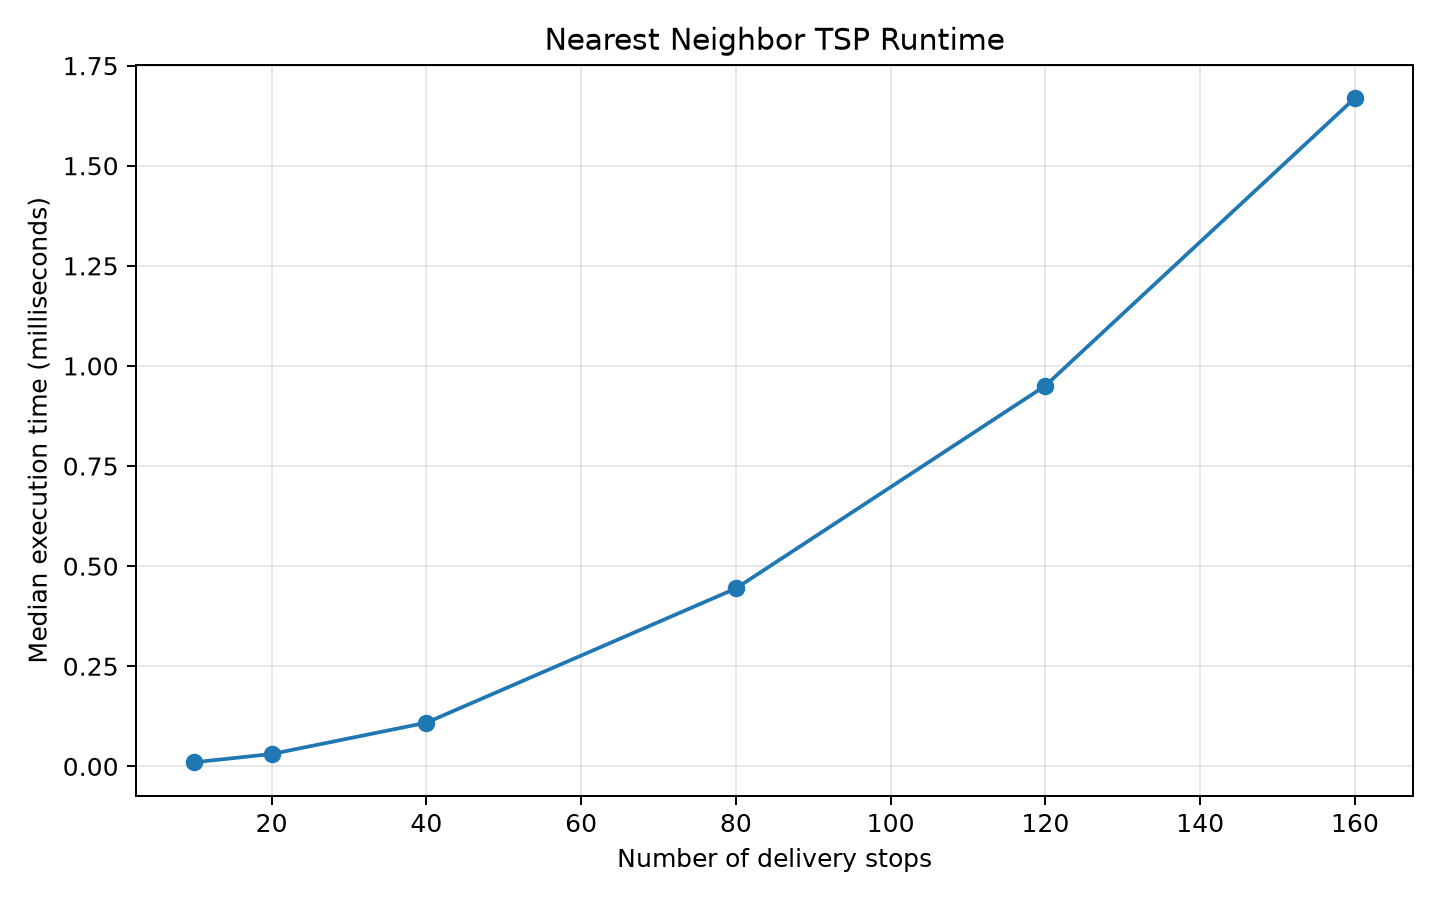 Nearest Neighbor TSP Runtime
Median execution time (milliseconds)
1.75
1.50
1.25
1.00
0.75
0.50
0.25
0.00
20 40 60 80 100 120 140 160
Number of delivery stops